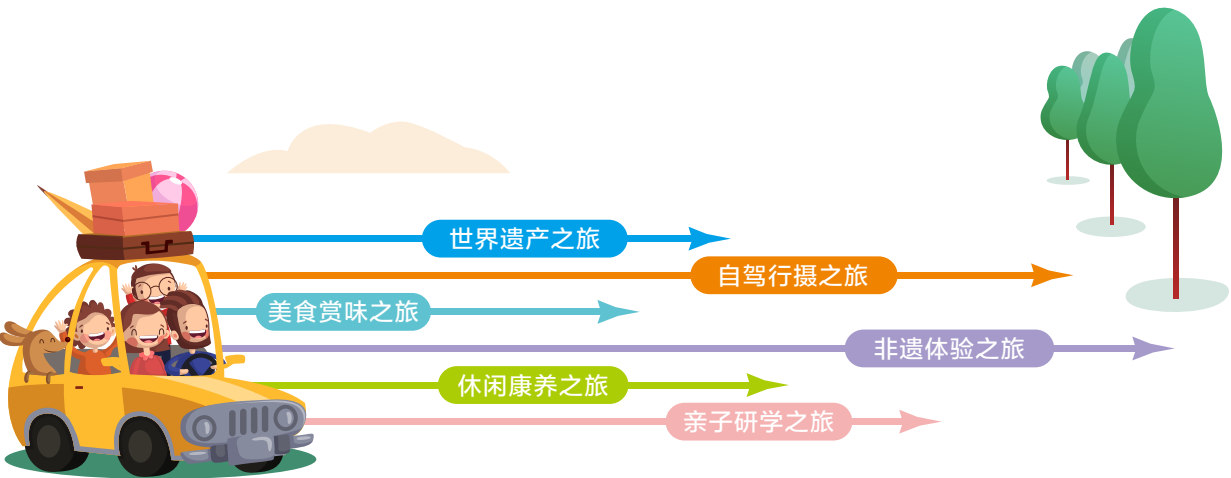 世界遗产之旅
自驾行摄之旅
美食赏味之旅
非遗体验之旅
休闲康养之旅
亲子研学之旅